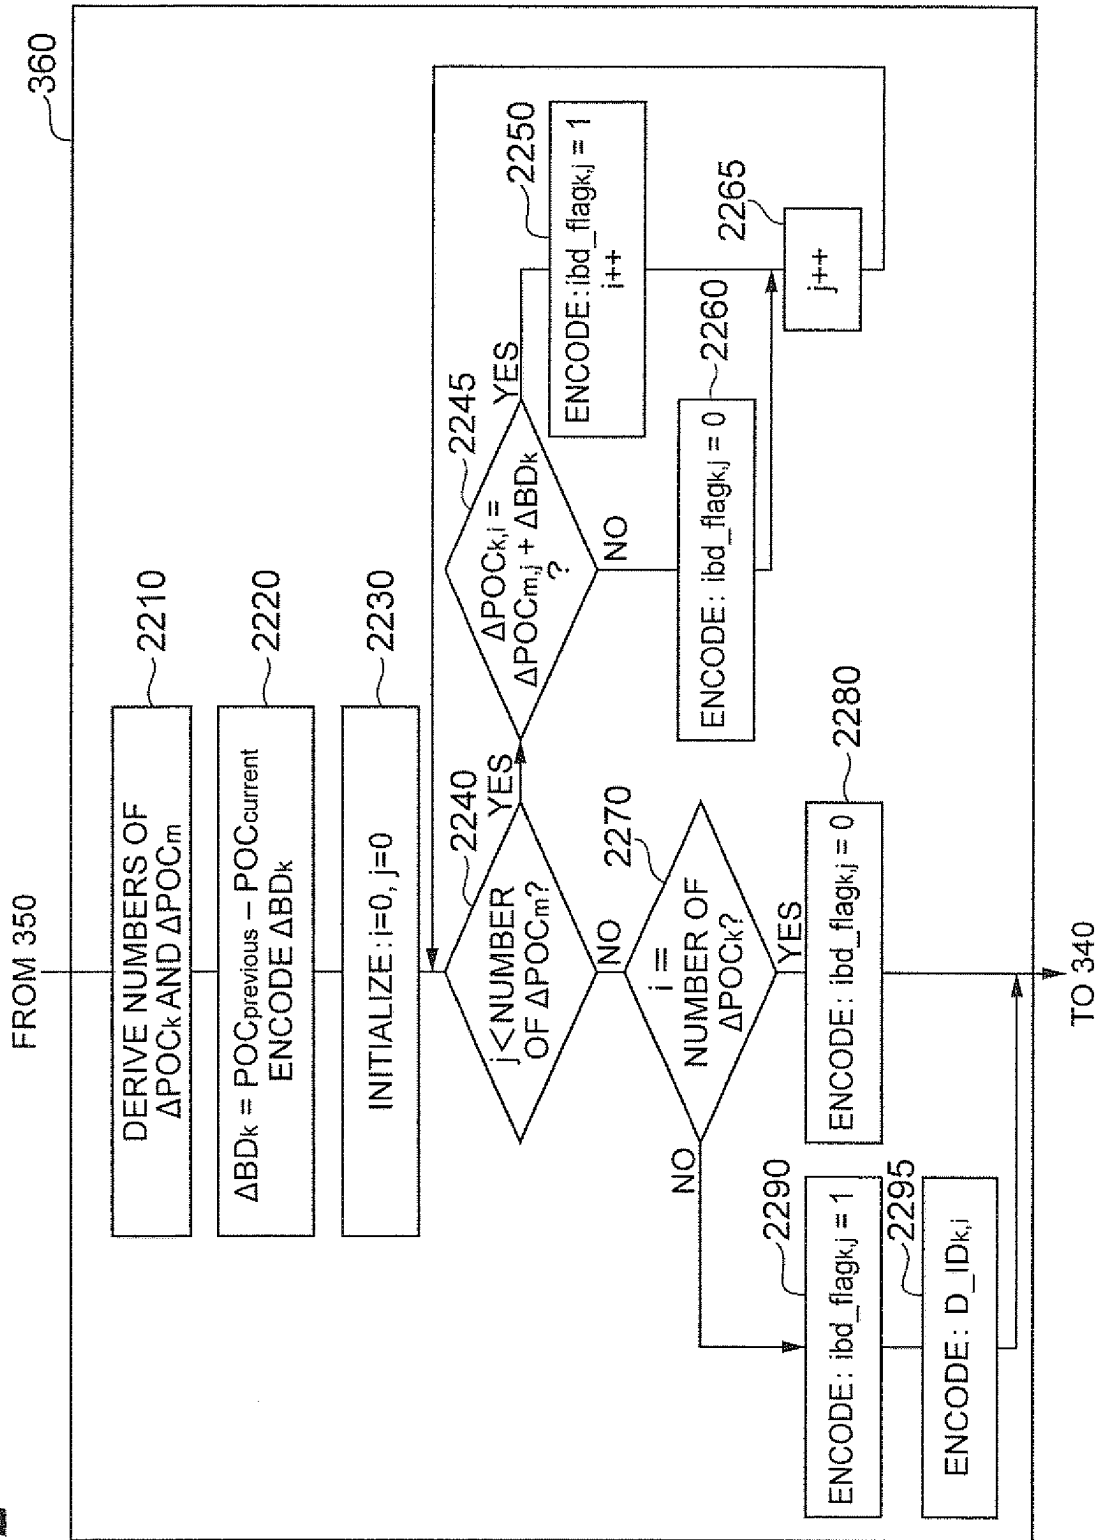 360
FROM 350
DERIVE NUMBERS OF
ΔPOCk AND ΔPOCm
2210
ΔBDk = POCprevious – POCcurrent
ENCODE ΔBDk
2220
INITIALIZE : i=0, j=0
2230
j<NUMBER
OF ΔPOCm?
2240
YES
NO
ΔPOCk,i =
ΔPOCm,j + ΔBDk
?
2245
YES
NO
ENCODE:ibd_flagk,j = 1
i++
2250
ENCODE: ibd_flagk,j = 0
2260
j++
2265
i=
NUMBER OF
ΔPOCk?
2270
YES
NO
ENCODE: ibd_flagk,j = 0
2280
ENCODE: ibd_flagk,j = 1
2290
ENCODE: D_IDk,i
2295
TO 340